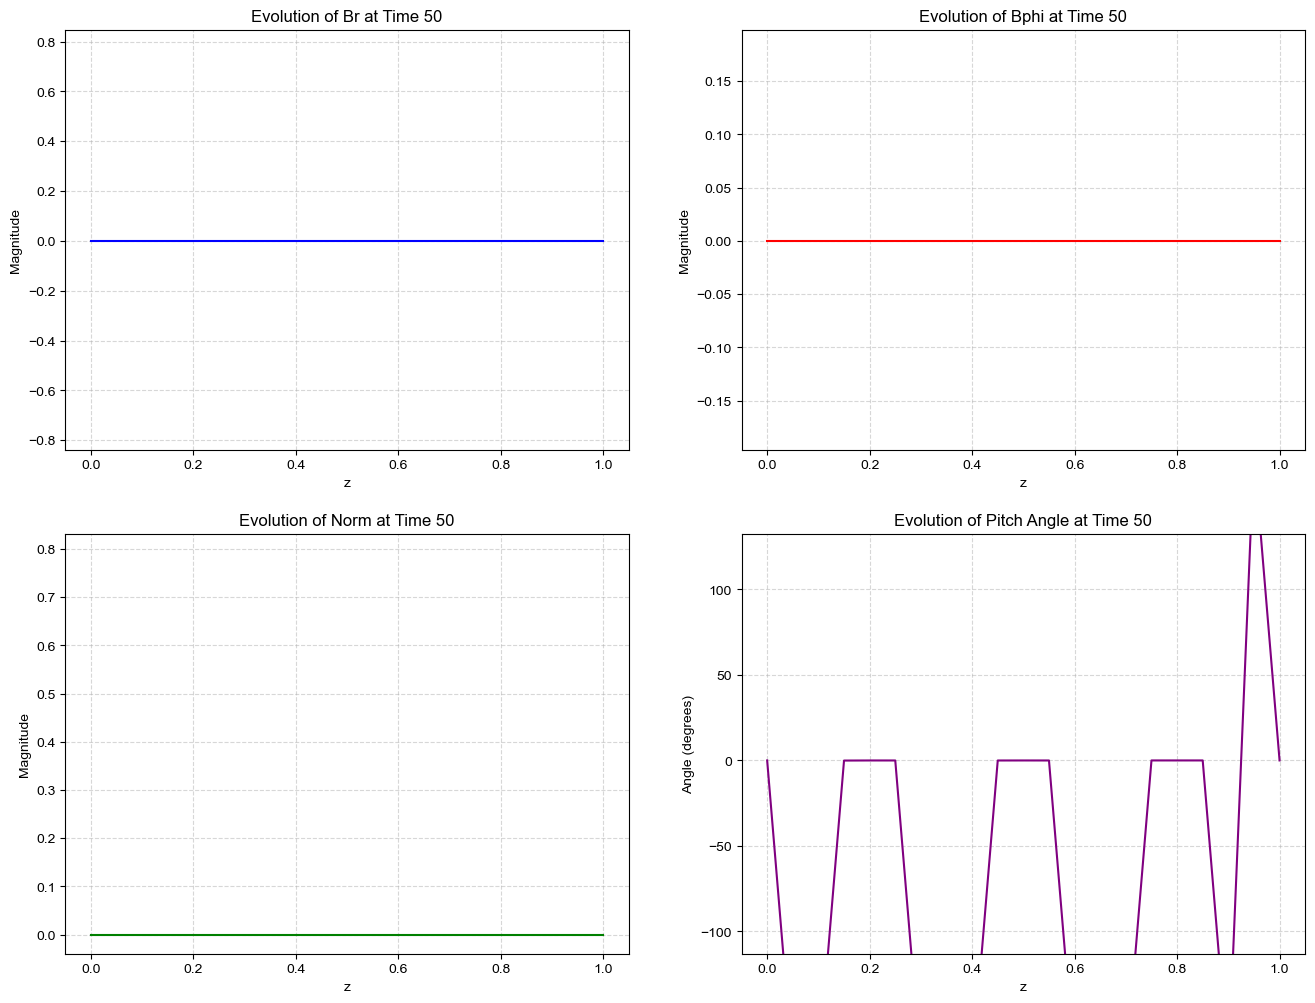 Evolution of Br at Time 50
0.8
0.6
0.4
0.2
0.0
−0.2
−0.4
−0.6
−0.8
Magnitude
0.0 0.2 0.4 0.6 0.8 1.0
z
Evolution of Bphi at Time 50
0.15
0.10
0.05
0.00
−0.05
−0.10
−0.15
Magnitude
0.0 0.2 0.4 0.6 0.8 1.0
z
Evolution of Norm at Time 50
0.8
0.7
0.6
0.5
0.4
0.3
0.2
0.1
0.0
Magnitude
0.0 0.2 0.4 0.6 0.8 1.0
z
Evolution of Pitch Angle at Time 50
100
50
0
−50
−100
Angle (degrees)
0.0 0.2 0.4 0.6 0.8 1.0
z